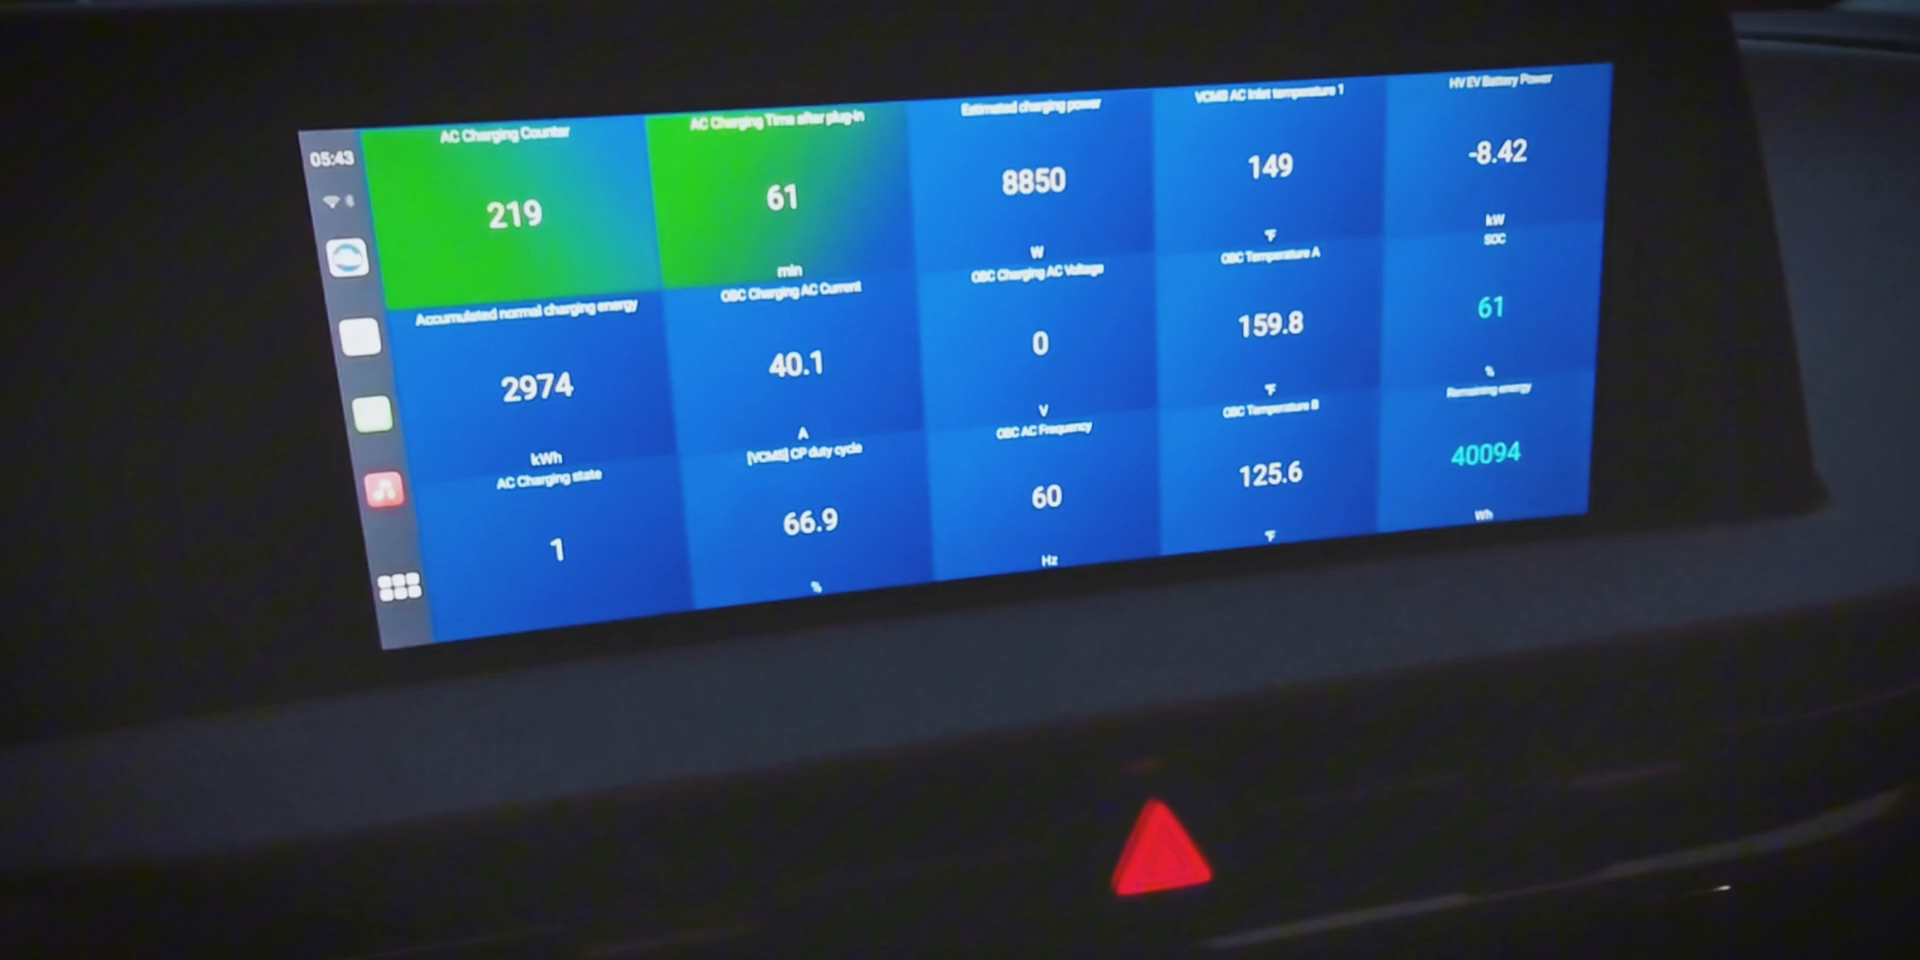 05:43
AC Charging Counter
219
AC Charging Time after plug-in
61
min
Estimated charging power
8850
W
VCMS AC Inlet temperature 1
149
°F
HV EV Battery Power
-8.42
kW
Accumulated normal charging energy
2974
kWh
OBC Charging AC Current
40.1
A
OBC Charging AC Voltage
0
V
OBC Temperature A
159.8
°F
SOC
61
%
AC Charging state
1
[VCMS] CP duty cycle
66.9
%
OBC AC Frequency
60
Hz
OBC Temperature B
125.6
°F
Remaining energy
40094
Wh